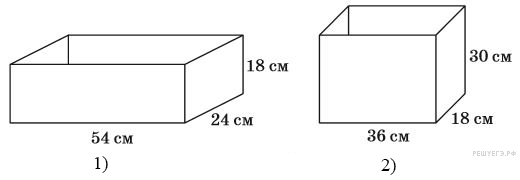 18 см
24 см
54 см
1)
30 см
18 см
36 см
2)
РЕШУЕГЭ.РФ